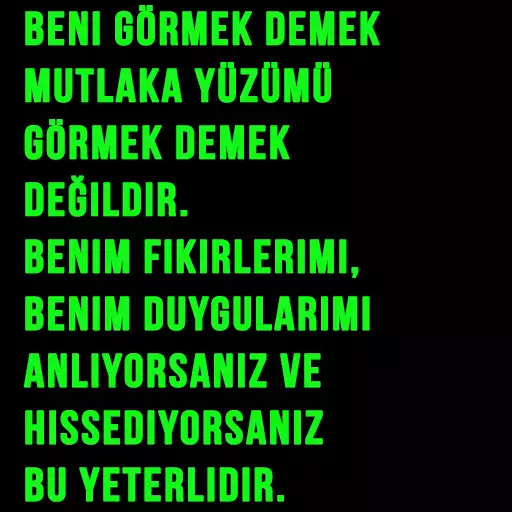 BENI GÖRMEK DEMEK
MUTLAKA YÜZÜMÜ
GÖRMEK DEMEK
DEĞILDIR.
BENIM FIKIRLERIMI,
BENIM DUYGULARIMI
ANLIYORSANIZ VE
HISSEDIYORSANIZ
BU YETERLIDIR.